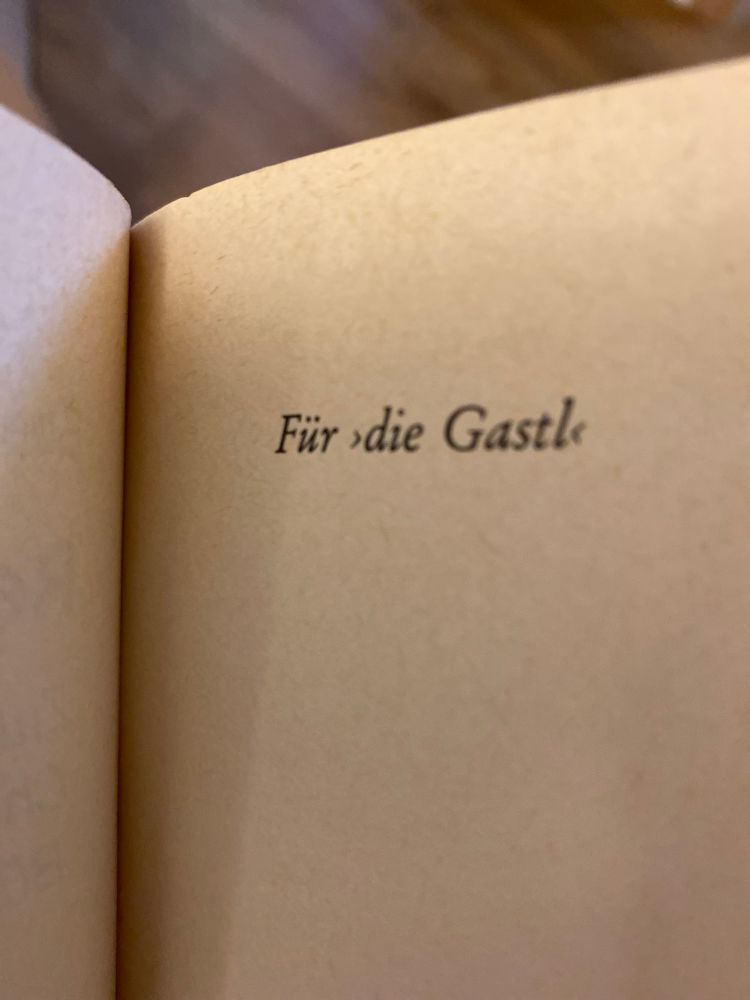 Für ›die Gastl‹